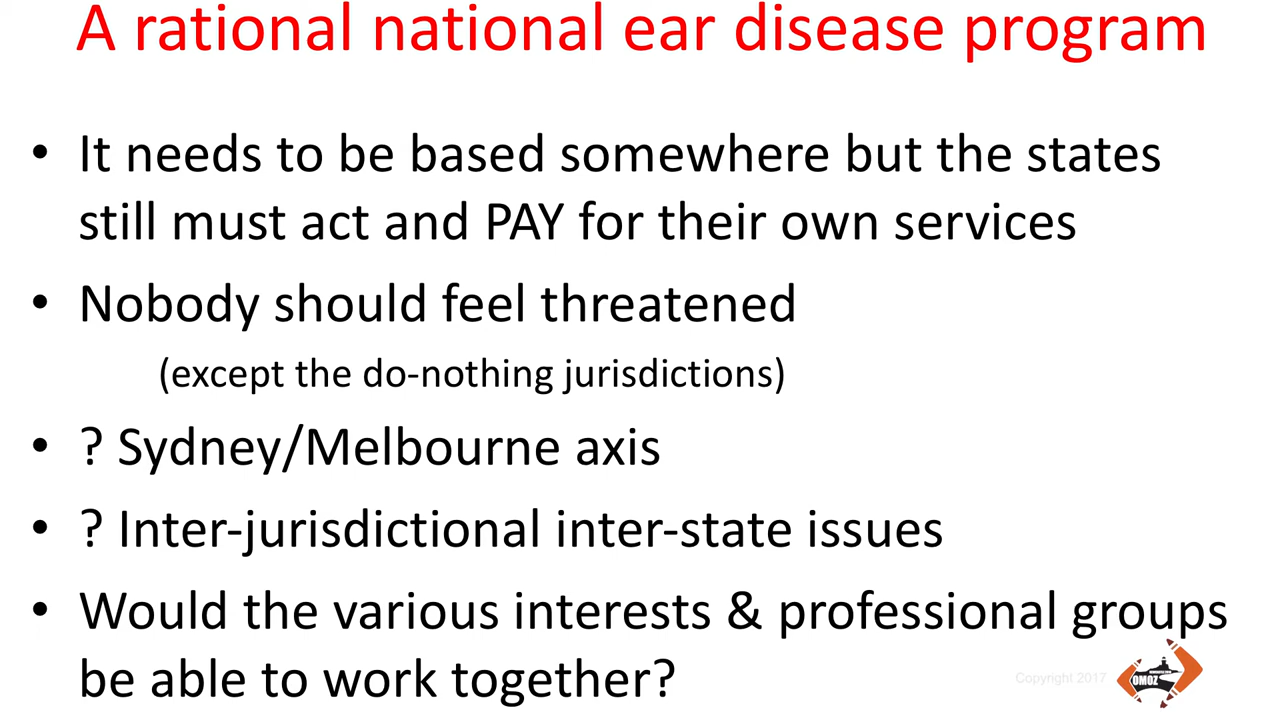 A rational national ear disease program
• It needs to be based somewhere but the states
still must act and PAY for their own services
• Nobody should feel threatened
(except the do-nothing jurisdictions)
• ? Sydney/Melbourne axis
• ? Inter-jurisdictional inter-state issues
• Would the various interests & professional groups
be able to work together?
Copyright 2017
OMOZ